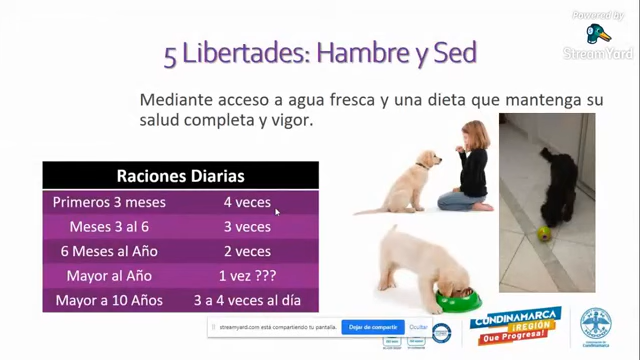 Powered by
StreamYard
5 Libertades: Hambre y Sed
Mediante acceso a agua fresca y una dieta que mantenga su
salud completa y vigor.
Raciones Diarias
Primeros 3 meses 4 veces
Meses 3 al 6 3 veces
6 Meses al Año 2 veces
Mayor al Año 1 vez ???
Mayor a 10 Años 3 a 4 veces al día
streamyard.com está compartiendo tu pantalla.
Dejar de compartir
Ocultar
CUNDINAMARCA
¡REGIÓN
Que Progresa!
Cundinamarca